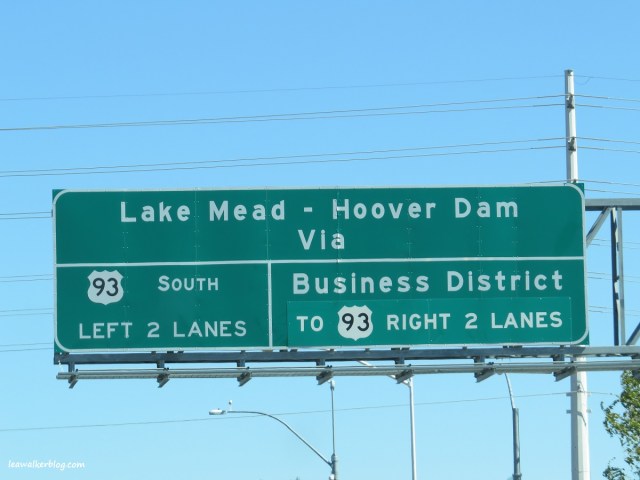 Lake Mead - Hoover Dam
Via
93 South
LEFT 2 LANES
Business District
TO 93 RIGHT 2 LANES
leawalkerblog.com